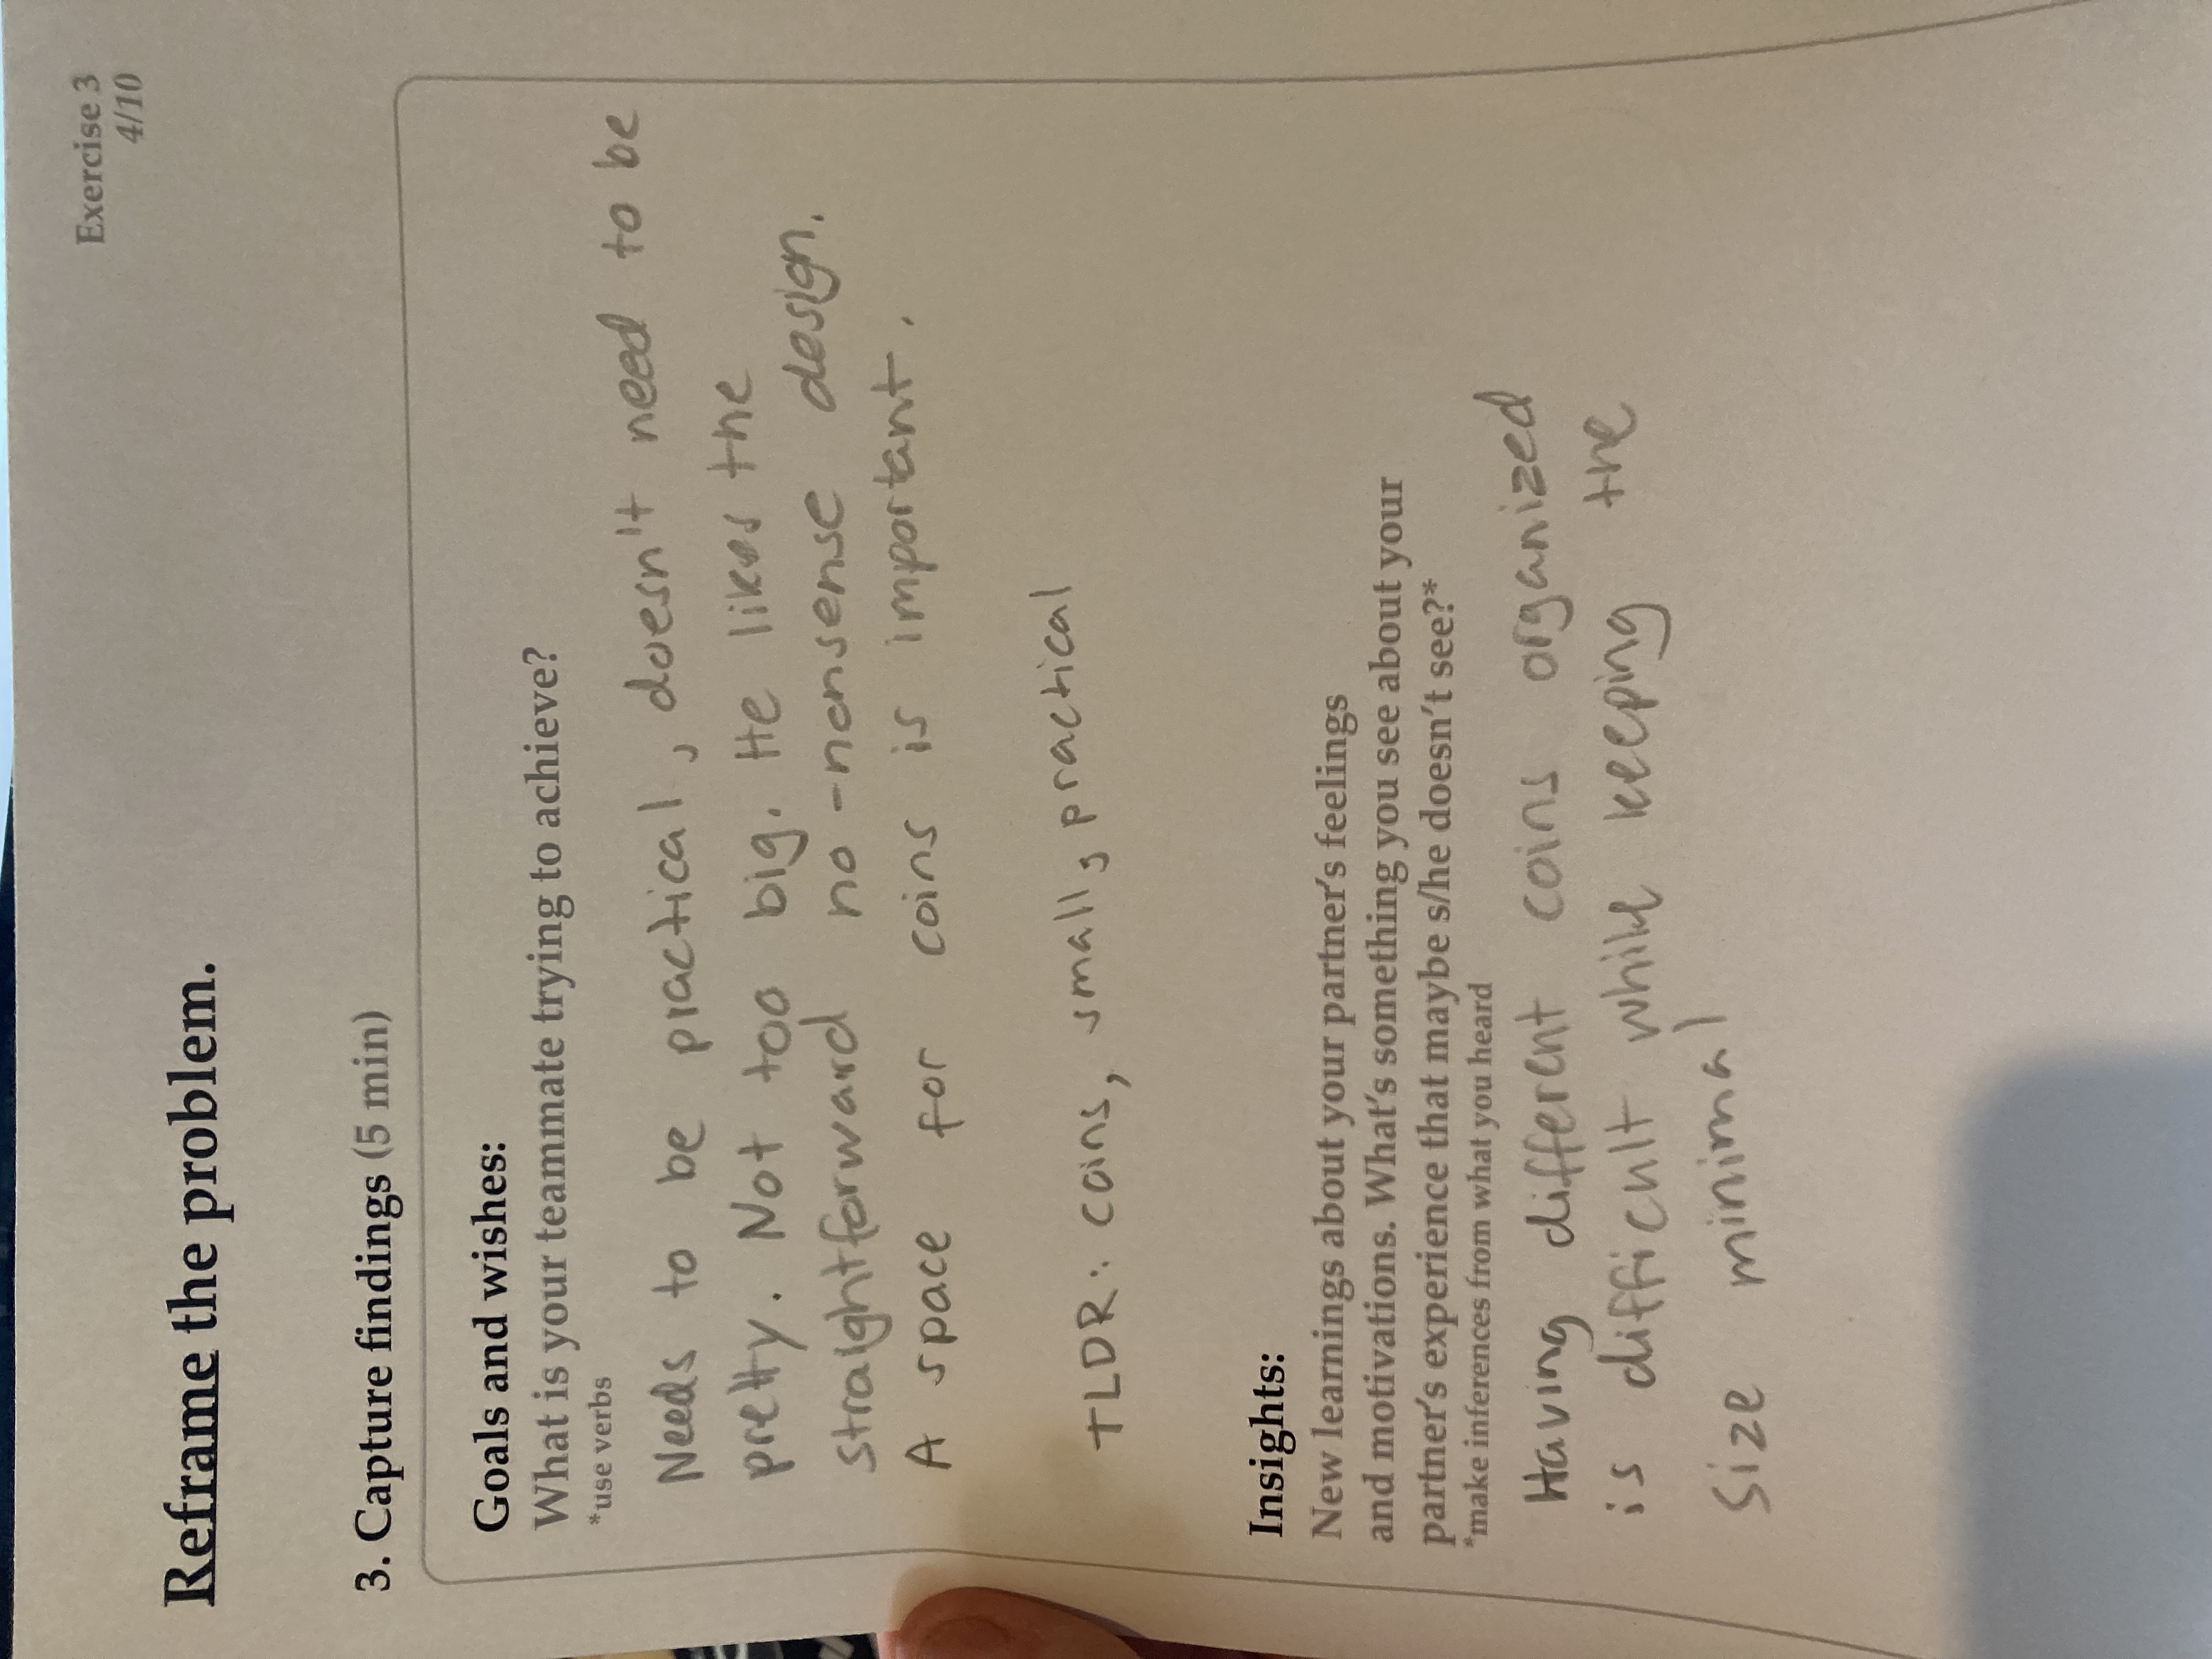 Exercise 3
4/10
Reframe the problem.
3. Capture findings (5 min)
Goals and wishes:
What is your teammate trying to achieve?
*use verbs
Needs to be practical, doesn't need to be
pretty. Not too big. He likes the
straightforward no-nonsense design.
A space for coins is important.
TLDR: coins, small, practical
Insights:
New learnings about your partner's feelings
and motivations. What's something you see about your
partner's experience that maybe s/he doesn't see?*
*make inferences from what you heard
Having different coins organized
is difficult while keeping the
size minimal